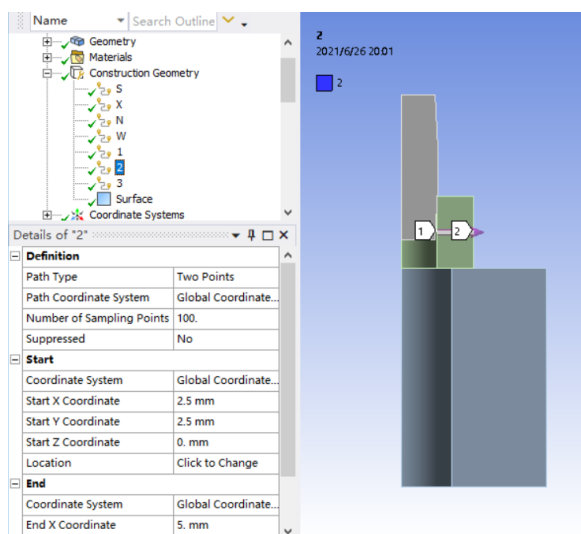 Name Search Outline
Geometry
Materials
Construction Geometry
S
X
N
W
1
2
3
Surface
Coordinate Systems
Details of "2"
Definition
Path Type Two Points
Path Coordinate System Global Coordinate...
Number of Sampling Points 100.
Suppressed No
Start
Coordinate System Global Coordinate...
Start X Coordinate 2.5 mm
Start Y Coordinate 2.5 mm
Start Z Coordinate 0. mm
Location Click to Change
End
Coordinate System Global Coordinate...
End X Coordinate 5. mm
2
2021/6/26 20:01
2
1 2